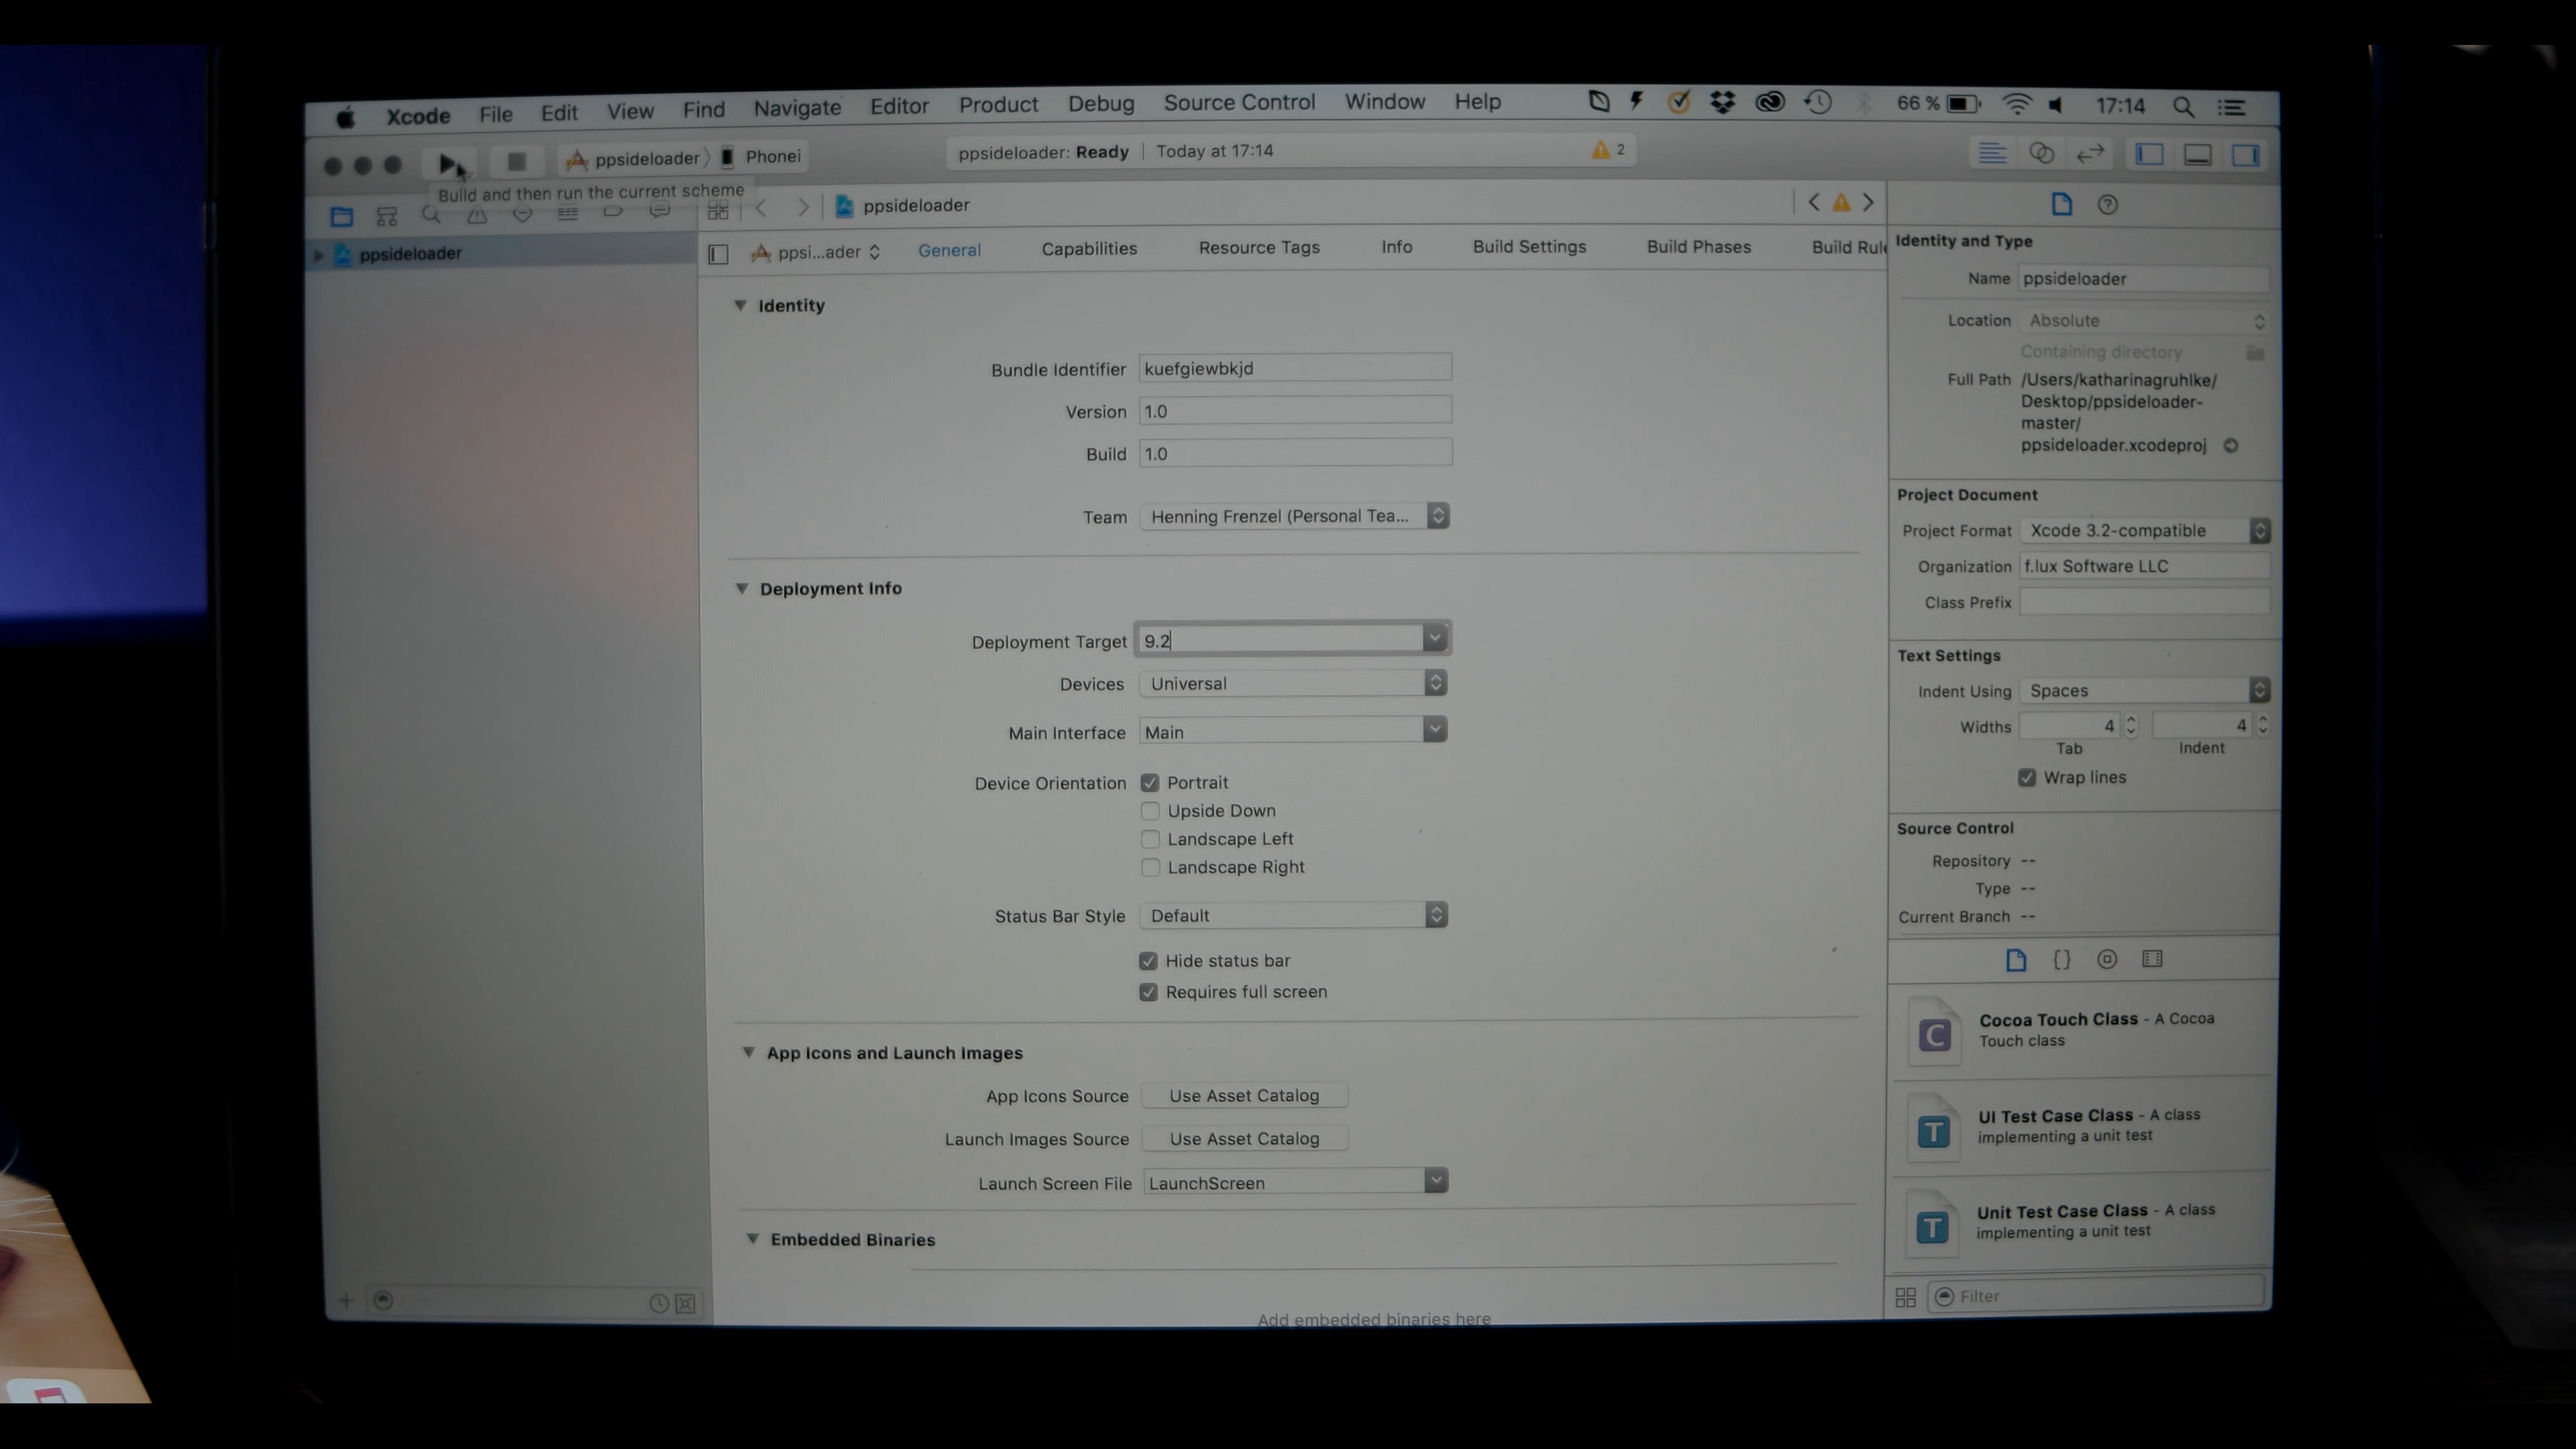 Xcode File Edit View Find Navigate Editor Product Debug Source Control Window Help 66 % 17:14
ppsideloader Phonei ppsideloader: Ready Today at 17:14 2
Build and then run the current scheme
ppsideloader
ppsideloader
ppsi...ader General Capabilities Resource Tags Info Build Settings Build Phases Build Rule
Identity
Bundle Identifier kuefgiewbkjd
Version 1.0
Build 1.0
Team Henning Frenzel (Personal Tea...
Deployment Info
Deployment Target 9.2
Devices Universal
Main Interface Main
Device Orientation Portrait
Upside Down
Landscape Left
Landscape Right
Status Bar Style Default
Hide status bar
Requires full screen
App Icons and Launch Images
App Icons Source Use Asset Catalog
Launch Images Source Use Asset Catalog
Launch Screen File LaunchScreen
Embedded Binaries
Add embedded binaries here
Identity and Type
Name ppsideloader
Location Absolute
Containing directory
Full Path /Users/katharinagruhlke/
Desktop/ppsideloader-
master/
ppsideloader.xcodeproj
Project Document
Project Format Xcode 3.2-compatible
Organization f.lux Software LLC
Class Prefix
Text Settings
Indent Using Spaces
Widths 4 4
Tab Indent
Wrap lines
Source Control
Repository --
Type --
Current Branch --
{}
C Cocoa Touch Class - A Cocoa
Touch class
T UI Test Case Class - A class
implementing a unit test
T Unit Test Case Class - A class
implementing a unit test
Filter